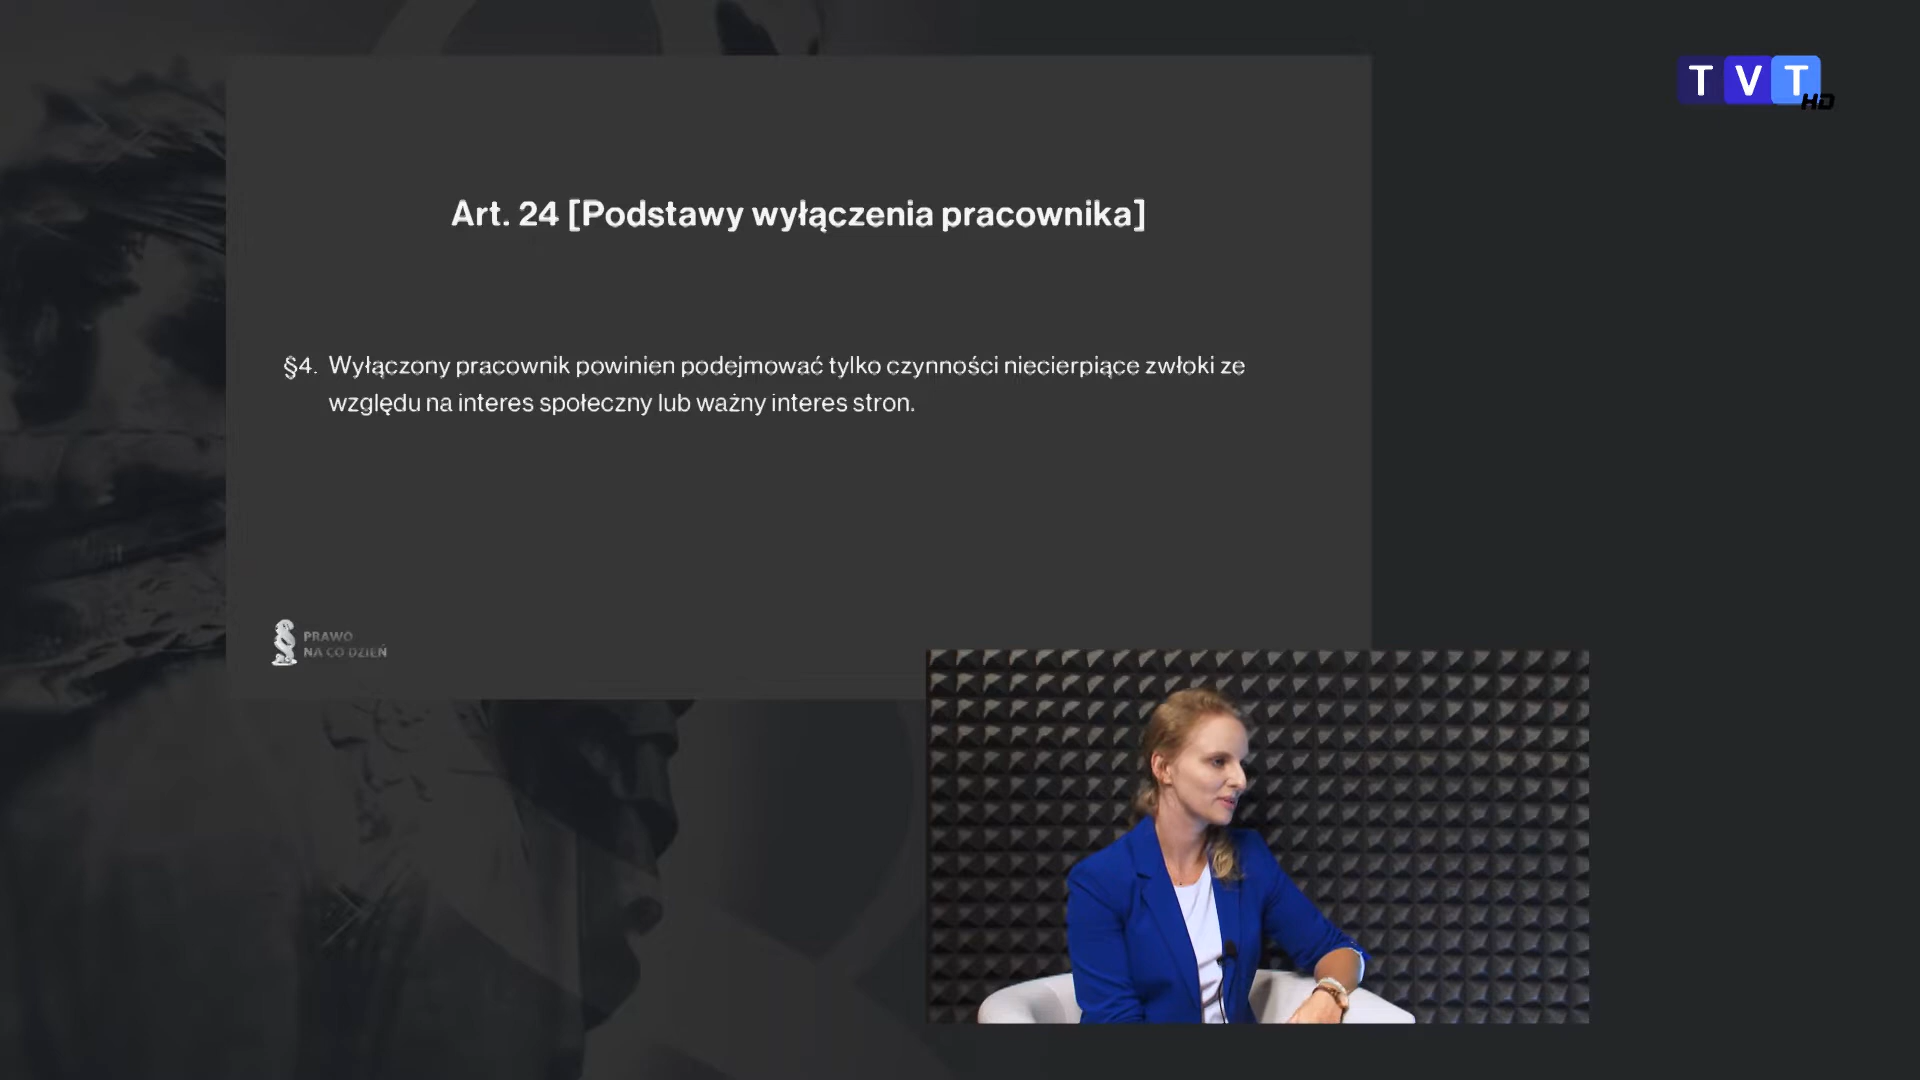 TVT HD
Art. 24 [Podstawy wyłączenia pracownika]
§4. Wyłączony pracownik powinien podejmować tylko czynności niecierpiące zwłoki ze
względu na interes społeczny lub ważny interes stron.
PRAWO
NA CO DZIEŃ